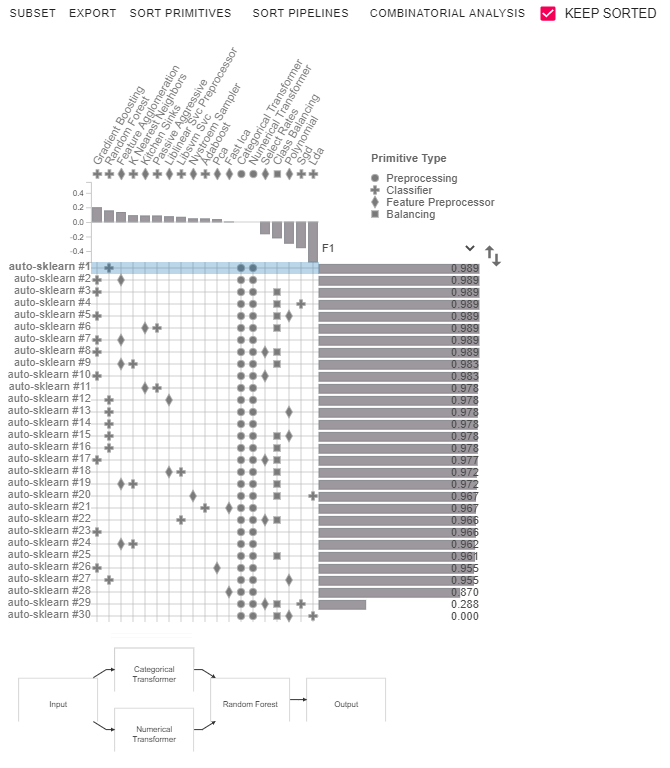 SUBSET EXPORT SORT PRIMITIVES SORT PIPELINES COMBINATORIAL ANALYSIS KEEP SORTED
Gradient Boosting
Random Forest
Feature Agglomeration
K Nearest Neighbors
Kitchen Sinks
Passive Aggressive
Liblinear Svc Preprocessor
Libsvm Svc
Nystroem Sampler
Adaboost
Pca
Fast Ica
Categorical Transformer
Numerical Transformer
Select Rates
Class Balancing
Polynomial
Sgd
Lda
Primitive Type
Preprocessing
Classifier
Feature Preprocessor
Balancing
0.4
0.2
0.0
-0.2
-0.4
F1
auto-sklearn #1 0.989
auto-sklearn #2 0.989
auto-sklearn #3 0.989
auto-sklearn #4 0.989
auto-sklearn #5 0.989
auto-sklearn #6 0.989
auto-sklearn #7 0.989
auto-sklearn #8 0.989
auto-sklearn #9 0.983
auto-sklearn #10 0.983
auto-sklearn #11 0.978
auto-sklearn #12 0.978
auto-sklearn #13 0.978
auto-sklearn #14 0.978
auto-sklearn #15 0.978
auto-sklearn #16 0.978
auto-sklearn #17 0.977
auto-sklearn #18 0.972
auto-sklearn #19 0.972
auto-sklearn #20 0.967
auto-sklearn #21 0.967
auto-sklearn #22 0.966
auto-sklearn #23 0.966
auto-sklearn #24 0.962
auto-sklearn #25 0.961
auto-sklearn #26 0.955
auto-sklearn #27 0.955
auto-sklearn #28 0.870
auto-sklearn #29 0.288
auto-sklearn #30 0.000
Categorical
Transformer
Input
Random Forest
Output
Numerical
Transformer